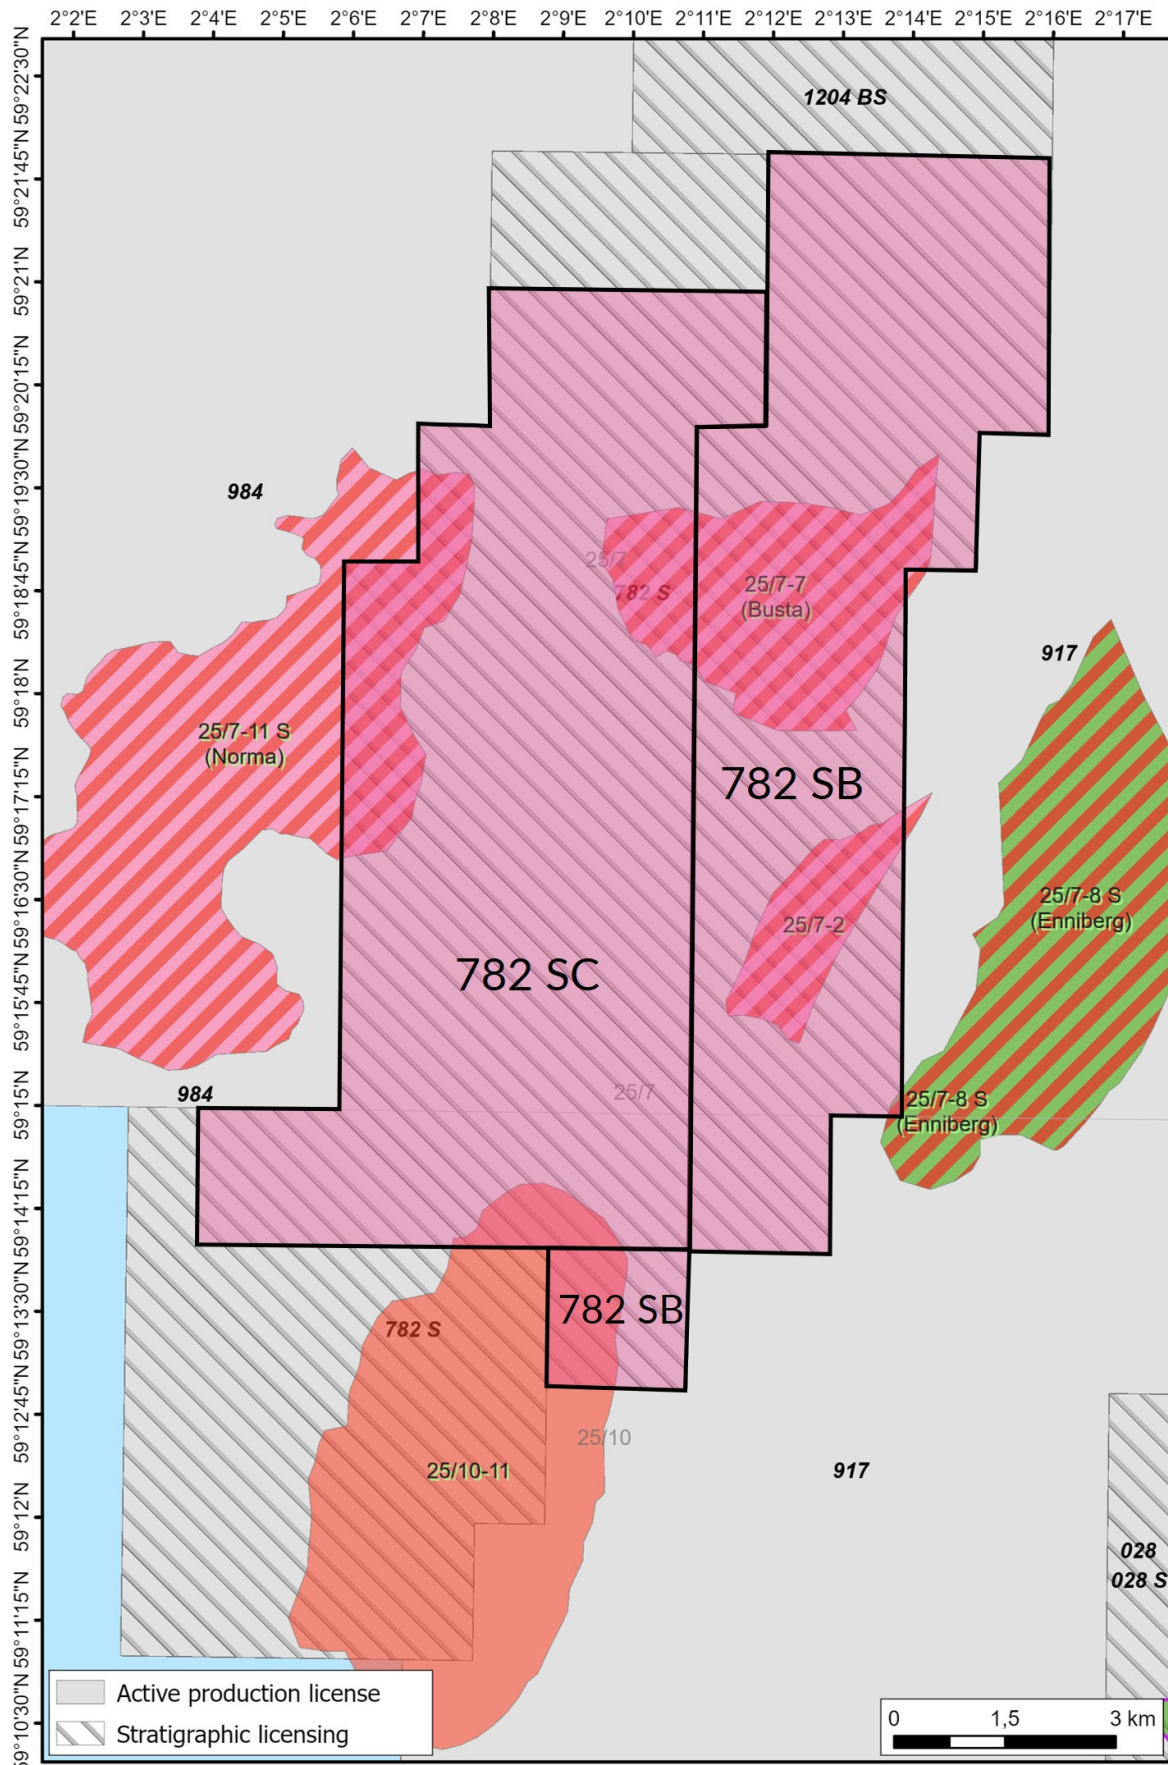 2°2'E 2°3'E 2°4'E 2°5'E 2°6'E 2°7'E 2°8'E 2°9'E 2°10'E 2°11'E 2°12'E 2°13'E 2°14'E 2°15'E 2°16'E 2°17'E
59°22'30"N
1204 BS
59°21'45"N
59°21'N
59°20'15"N
59°19'30"N
984
25/7
59°18'45"N
782 S
25/7-7
(Busta)
917
59°18'N
25/7-11 S
(Norma)
59°17'15"N
782 SB
59°16'30"N
25/7-8 S
(Enniberg)
25/7-2
782 SC
59°15'45"N
984
25/7
59°15'N
25/7-8 S
(Enniberg)
59°14'15"N
782 SB
59°13'30"N
782 S
59°12'45"N
25/10
25/10-11
917
59°12'N
028
028 S
59°11'15"N
Active production license
Stratigraphic licensing
0 1,5 3 km
59°10'30"N